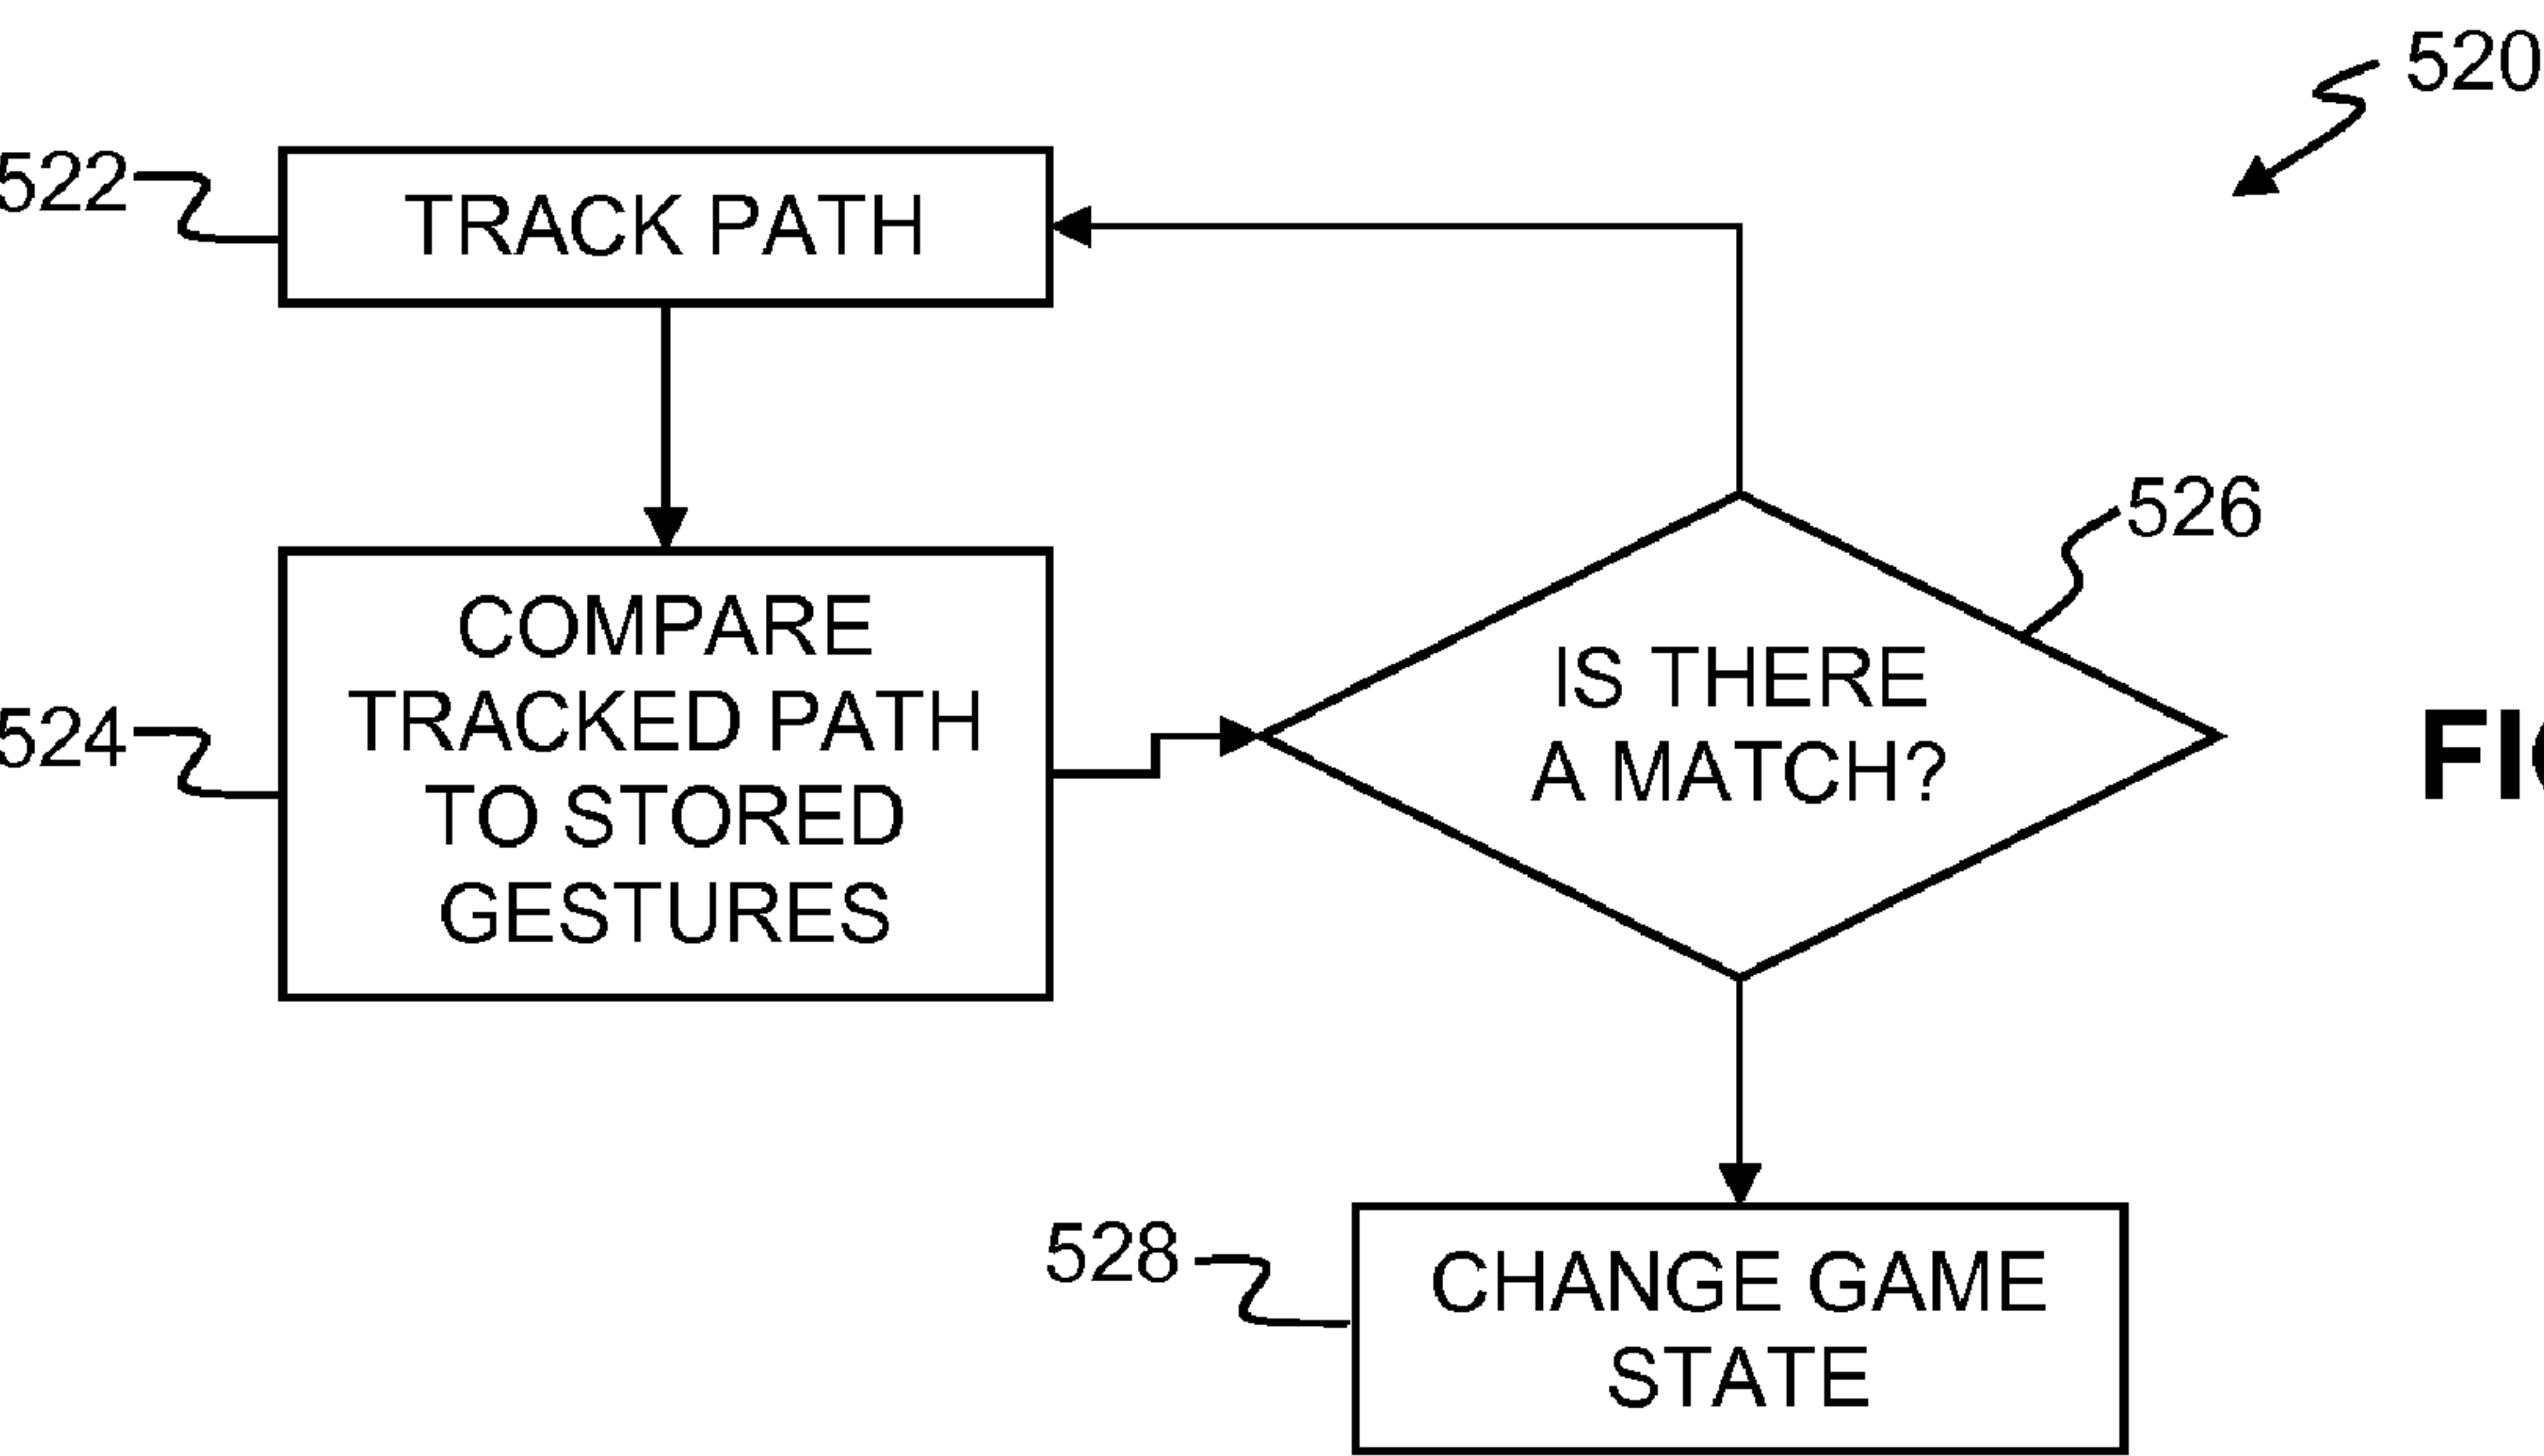 520
522
TRACK PATH
526
COMPARE
TRACKED PATH
TO STORED
GESTURES
524
IS THERE
A MATCH?
528
CHANGE GAME
STATE